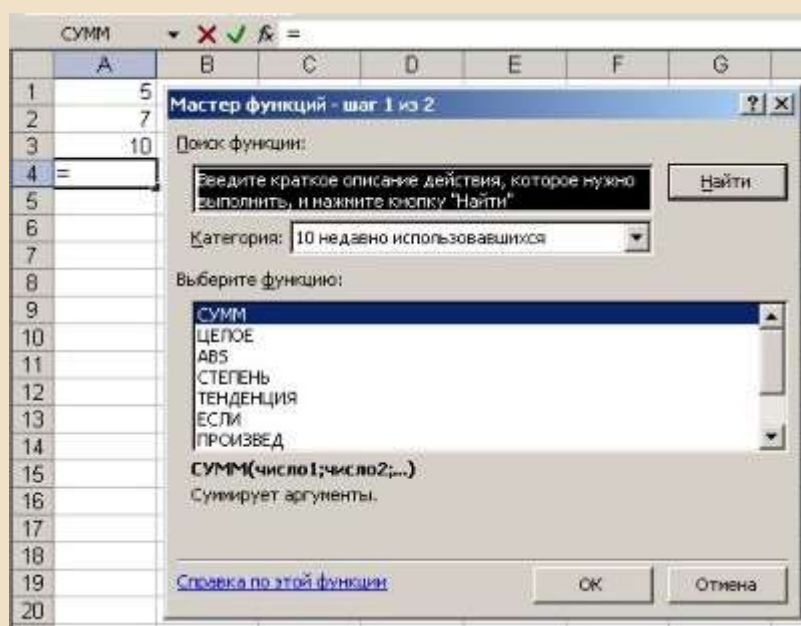 СУММ =
A B C D E F G
1 5
2 7
3 10
4 =
5
6
7
8
9
10
11
12
13
14
15
16
17
18
19
20
Мастер функций - шаг 1 из 2
Поиск функции:
Введите краткое описание действия, которое нужно
выполнить, и нажмите кнопку "Найти"
Найти
Категория: 10 недавно использовавшихся
Выберите функцию:
СУММ
ЦЕЛОЕ
ABS
СТЕПЕНЬ
ТЕНДЕНЦИЯ
ЕСЛИ
ПРОИЗВЕД
СУММ(число1;число2;...)
Суммирует аргументы.
Справка по этой функции
ОК
Отмена